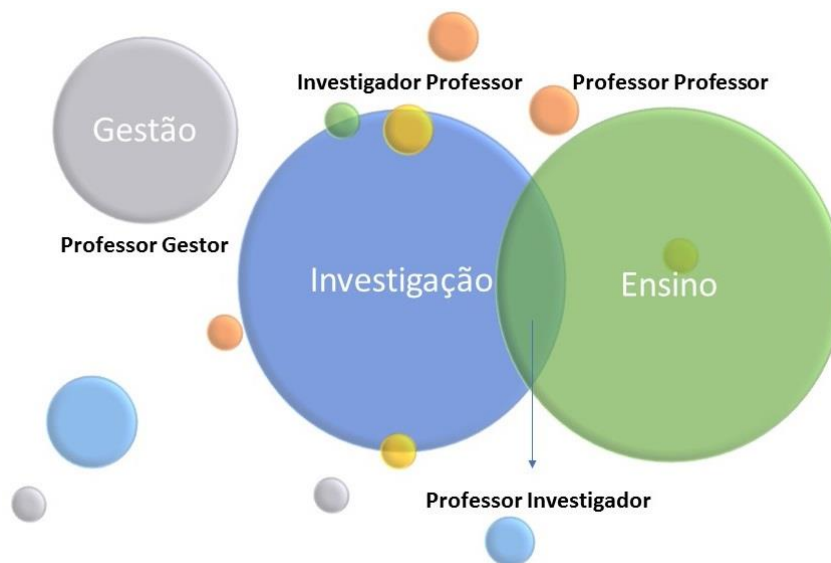 Investigador Professor
Professor Professor
Gestão
Professor Gestor
Investigação
Ensino
Professor Investigador